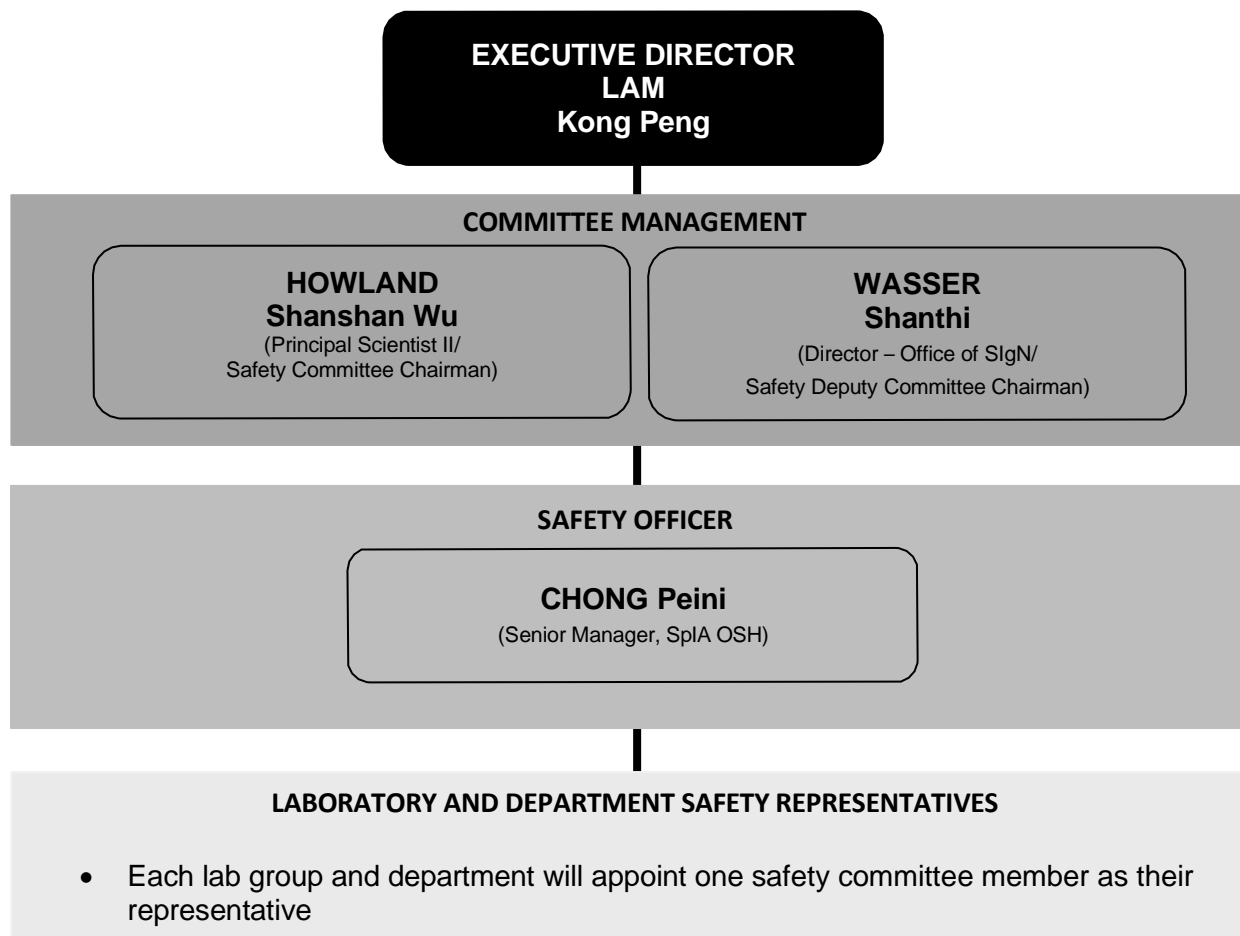 EXECUTIVE DIRECTOR
LAM
Kong Peng
COMMITTEE MANAGEMENT
HOWLAND
Shanshan Wu
(Principal Scientist II/
Safety Committee Chairman)
WASSER
Shanthi
(Director – Office of SIgN/
Safety Deputy Committee Chairman)
SAFETY OFFICER
CHONG Peini
(Senior Manager, SpIA OSH)
LABORATORY AND DEPARTMENT SAFETY REPRESENTATIVES
• Each lab group and department will appoint one safety committee member as their
representative